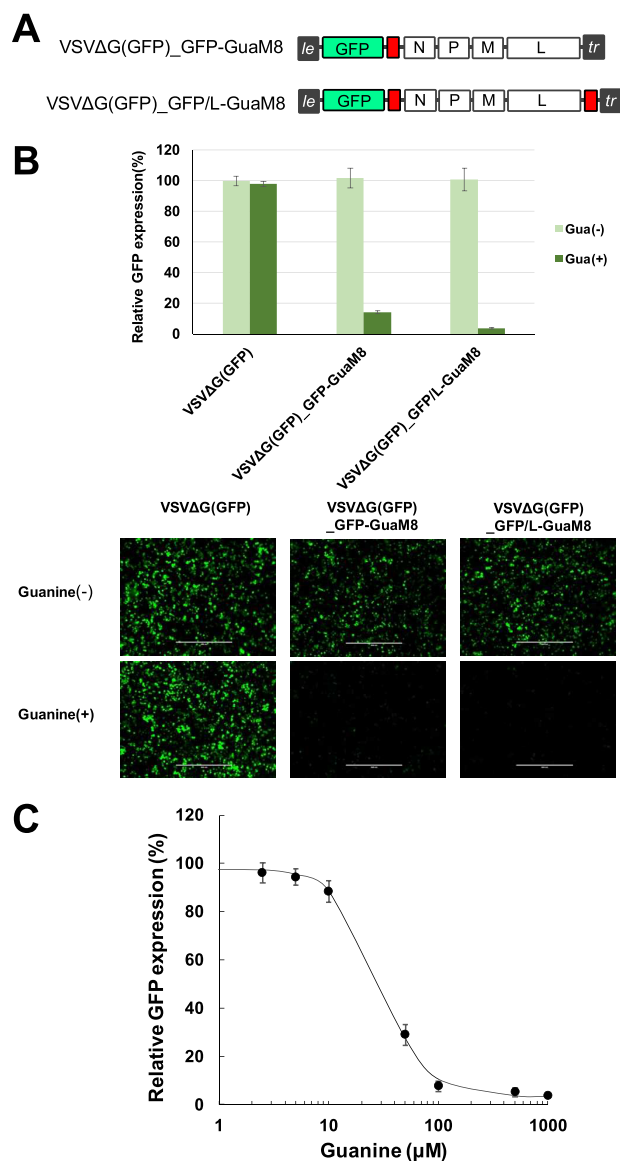 A
VSVΔG(GFP)_GFP-GuaM8
le GFP N P M L tr
VSVΔG(GFP)_GFP/L-GuaM8
le GFP N P M L tr
B
Relative GFP expression(%)
120
100
80
60
40
20
0
Gua(-)
Gua(+)
VSVΔG(GFP)
VSVΔG(GFP)_GFP-GuaM8
VSVΔG(GFP)_GFP/L-GuaM8
VSVΔG(GFP)
VSVΔG(GFP)
_GFP-GuaM8
VSVΔG(GFP)
_GFP/L-GuaM8
Guanine(-)
Guanine(+)
C
Relative GFP expression (%)
120
100
80
60
40
20
0
1 10 100 1000
Guanine (μM)